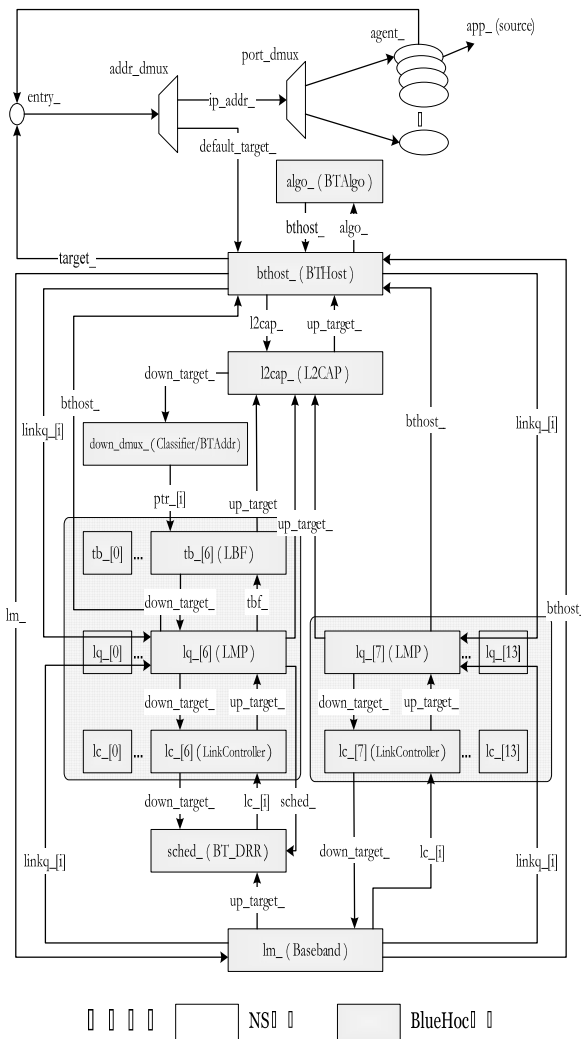 app_ (source)
agent_
port_dmux
addr_dmux
entry_
ip_addr_
default_target_
algo_ (BTAlgo)
bthost_
algo_
target_
bthost_ (BTHost)
l2cap_
up_target_
down_target_
l2cap_ (L2CAP)
bthost_
bthost_
linkq_[i]
linkq_[i]
down_dmux_ (Classifier/BTAddr)
ptr_[i]
up_target
up_target_
tb_[0]
...
tb_[6] (LBF)
lm_
down_target_
tbf_
bthost_
lq_[0]
...
lq_[6] (LMP)
lq_[7] (LMP)
...
lq_[13]
down_target_
up_target_
down_target_
up_target_
lc_[0]
...
lc_[6] (LinkController)
lc_[7] (LinkController)
...
lc_[13]
down_target_
lc_[i]
sched_
sched_ (BT_DRR)
linkq_[i]
down_target_
lc_[i]
linkq_[i]
up_target_
lm_ (Baseband)
NS
BlueHoc